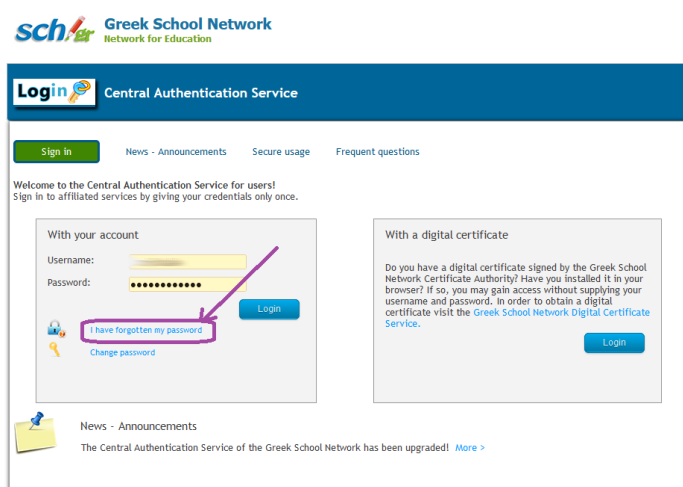 sch.gr
Greek School Network
Network for Education
Login
Central Authentication Service
Sign in
News - Announcements
Secure usage
Frequent questions
Welcome to the Central Authentication Service for users!
Sign in to affiliated services by giving your credentials only once.
With your account
Username:
Password:
Login
I have forgotten my password
Change password
With a digital certificate
Do you have a digital certificate signed by the Greek School
Network Certificate Authority? Have you installed it in your
browser? If so, you may gain access without supplying your
username and password. In order to obtain a digital
certificate visit the Greek School Network Digital Certificate
Service.
Login
News - Announcements
The Central Authentication Service of the Greek School Network has been upgraded! More >